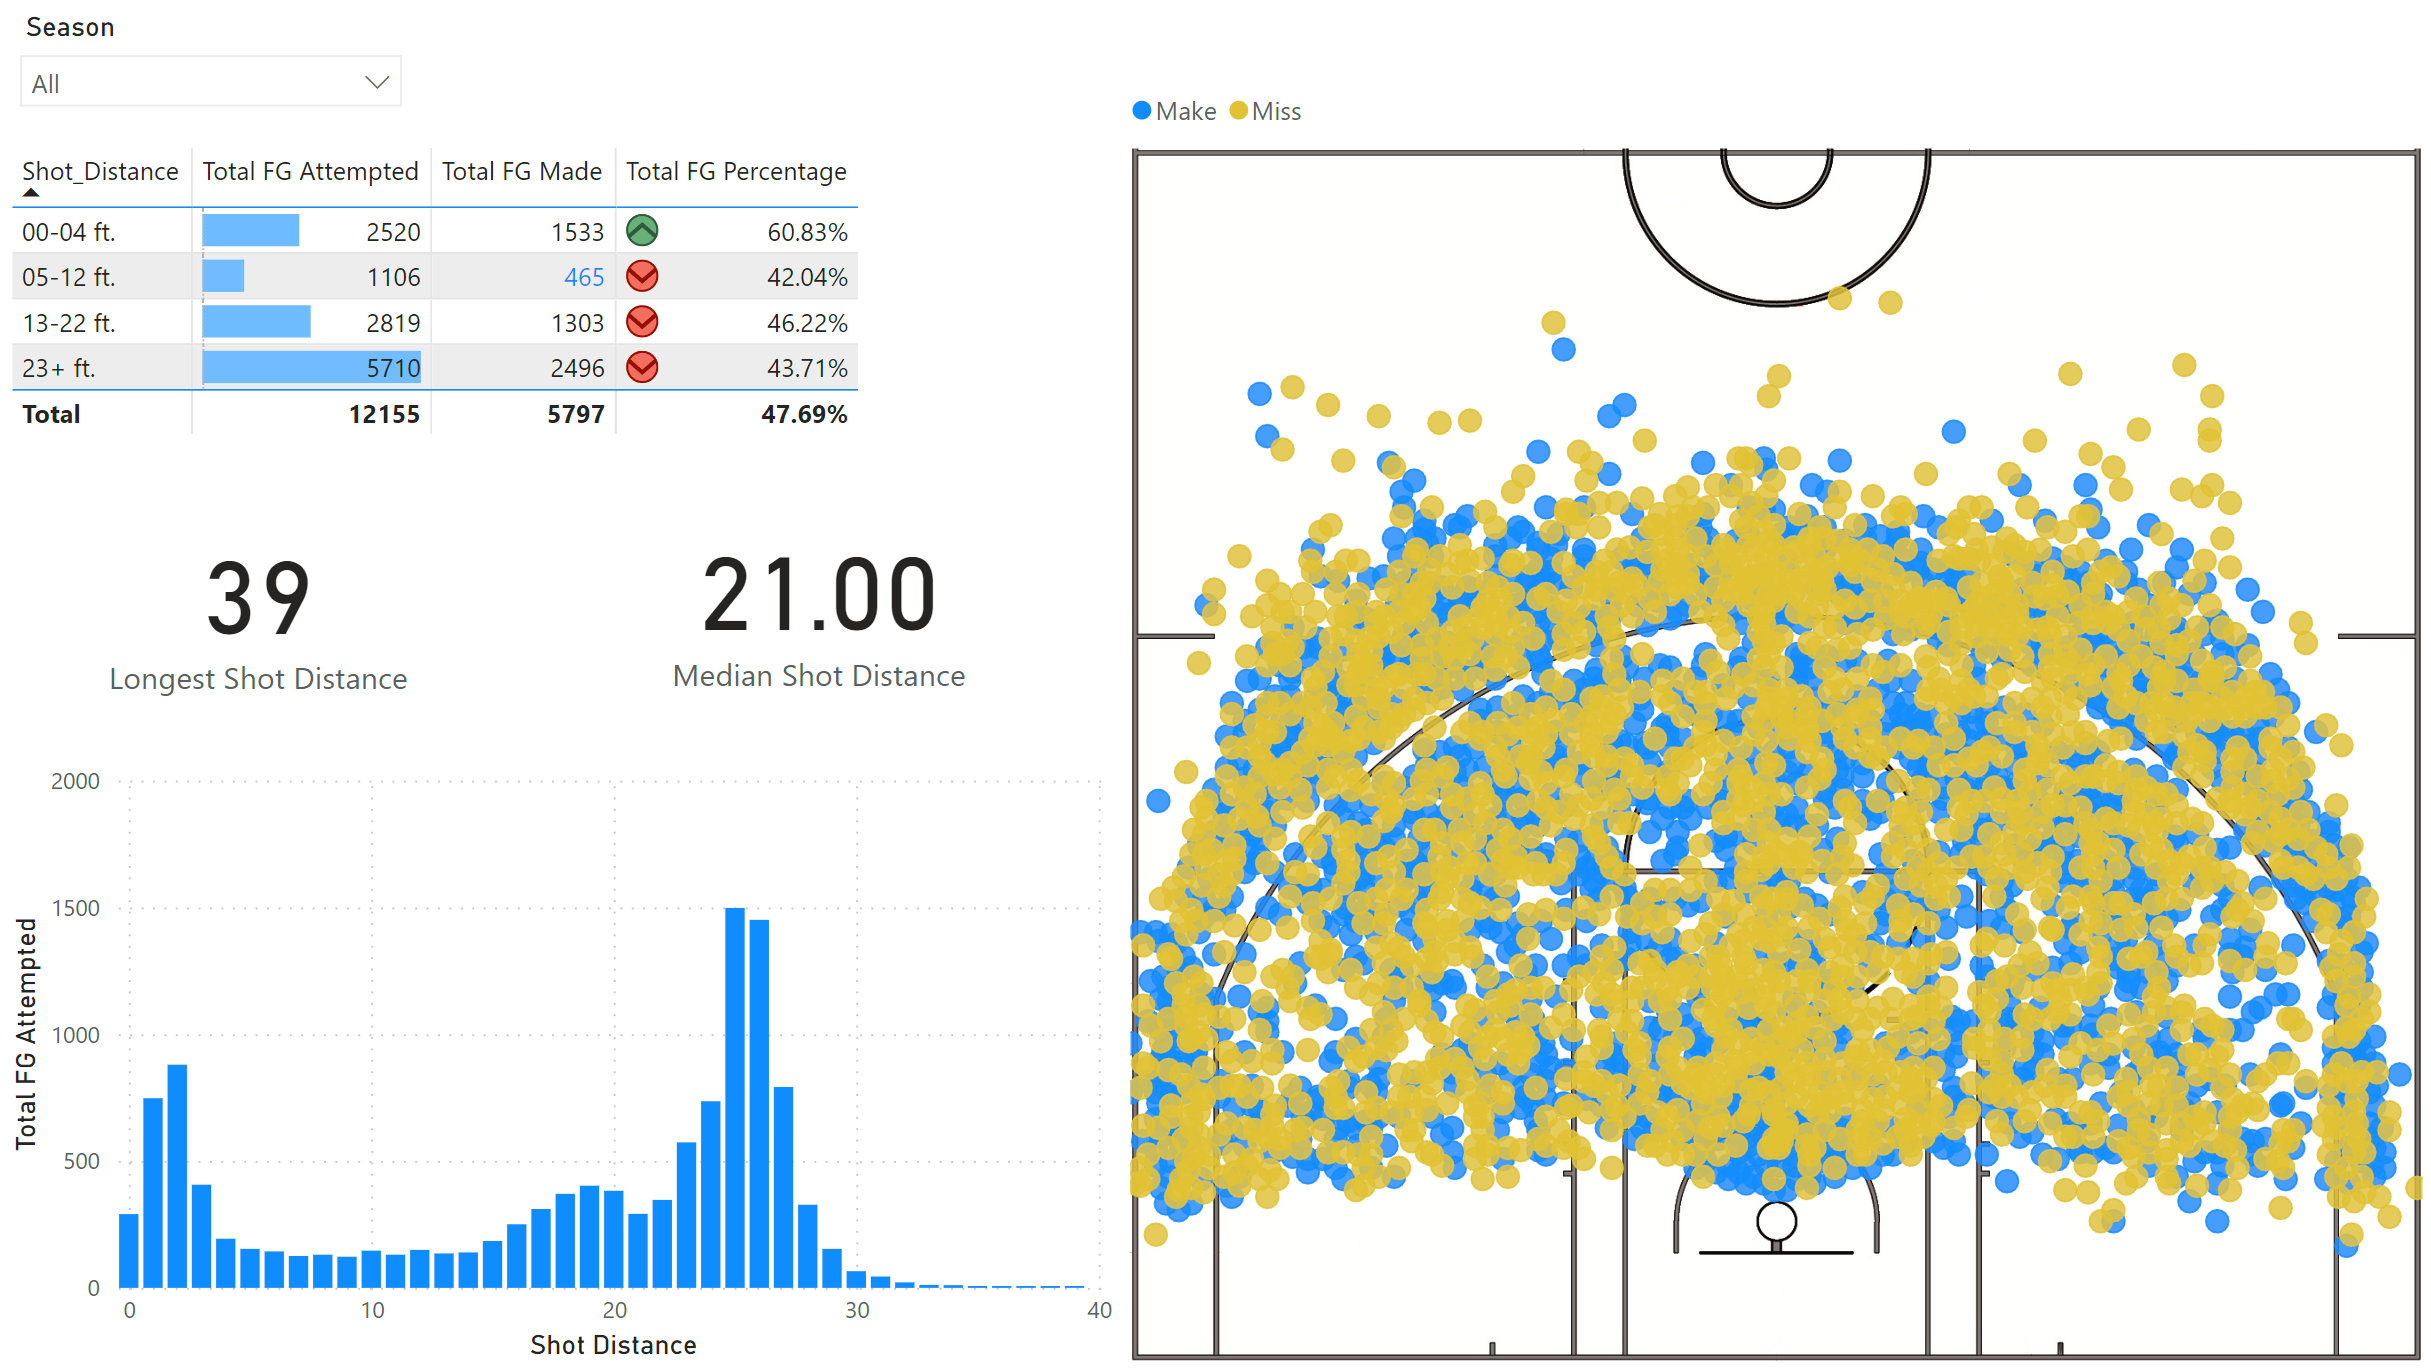 Season
All
Make Miss
Shot_Distance Total FG Attempted Total FG Made Total FG Percentage
00-04 ft. 2520 1533 60.83%
05-12 ft. 1106 465 42.04%
13-22 ft. 2819 1303 46.22%
23+ ft. 5710 2496 43.71%
Total 12155 5797 47.69%
39
Longest Shot Distance
21.00
Median Shot Distance
Total FG Attempted
2000
1500
1000
500
0
0 10 20 30 40
Shot Distance